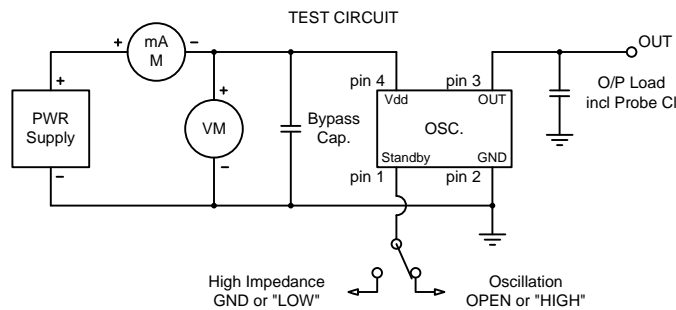 TEST CIRCUIT
+
mA
M
–
OUT
pin 4
pin 3
+
PWR
Supply
–
+
VM
–
Bypass
Cap.
Vdd
OUT
OSC.
Standby
GND
O/P Load
incl Probe Cl
pin 1
pin 2
High Impedance
GND or "LOW"
Oscillation
OPEN or "HIGH"